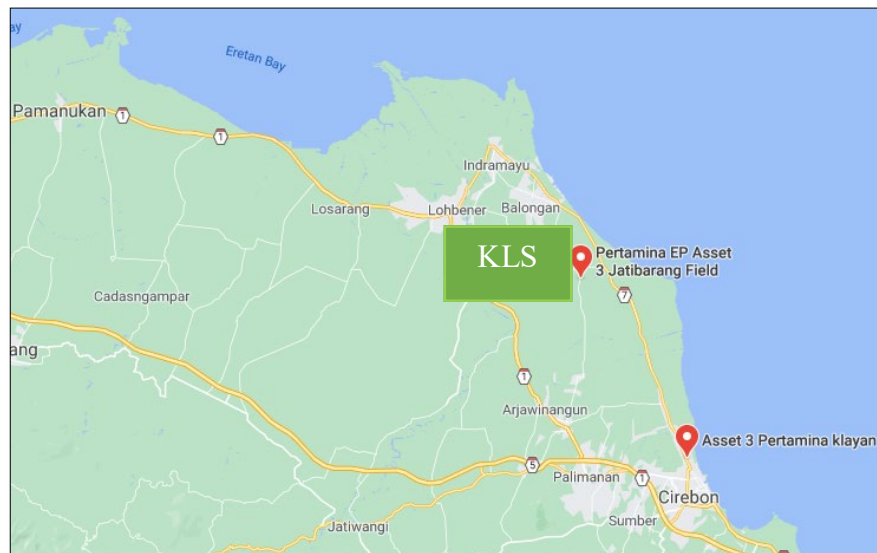 Eretan Bay
Pamanukan
1
1
Indramayu
Losarang
Lohbener
Balongan
KLS
Pertamina EP Asset
3 Jatibarang Field
Cadasngampar
7
ang
1
Arjawinangun
Asset 3 Pertamina klayan
5
Palimanan
1
Cirebon
Sumber
Jatiwangi
1